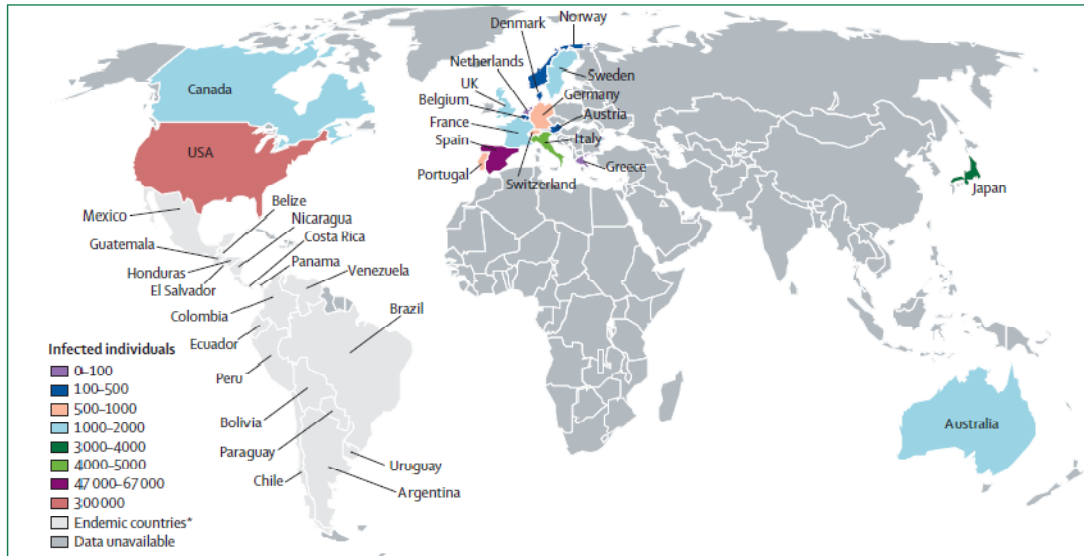 Norway
Denmark
Netherlands
Sweden
Canada
UK
Germany
Belgium
Austria
France
Italy
USA
Spain
Greece
Portugal
Switzerland
Japan
Belize
Mexico
Nicaragua
Guatemala
Costa Rica
Honduras
Panama
El Salvador
Venezuela
Colombia
Brazil
Ecuador
Infected individuals
0–100
Peru
100–500
500–1000
1000–2000
Bolivia
Australia
3000–4000
Paraguay
4000–5000
Uruguay
47 000–67 000
Chile
Argentina
300 000
Endemic countries*
Data unavailable